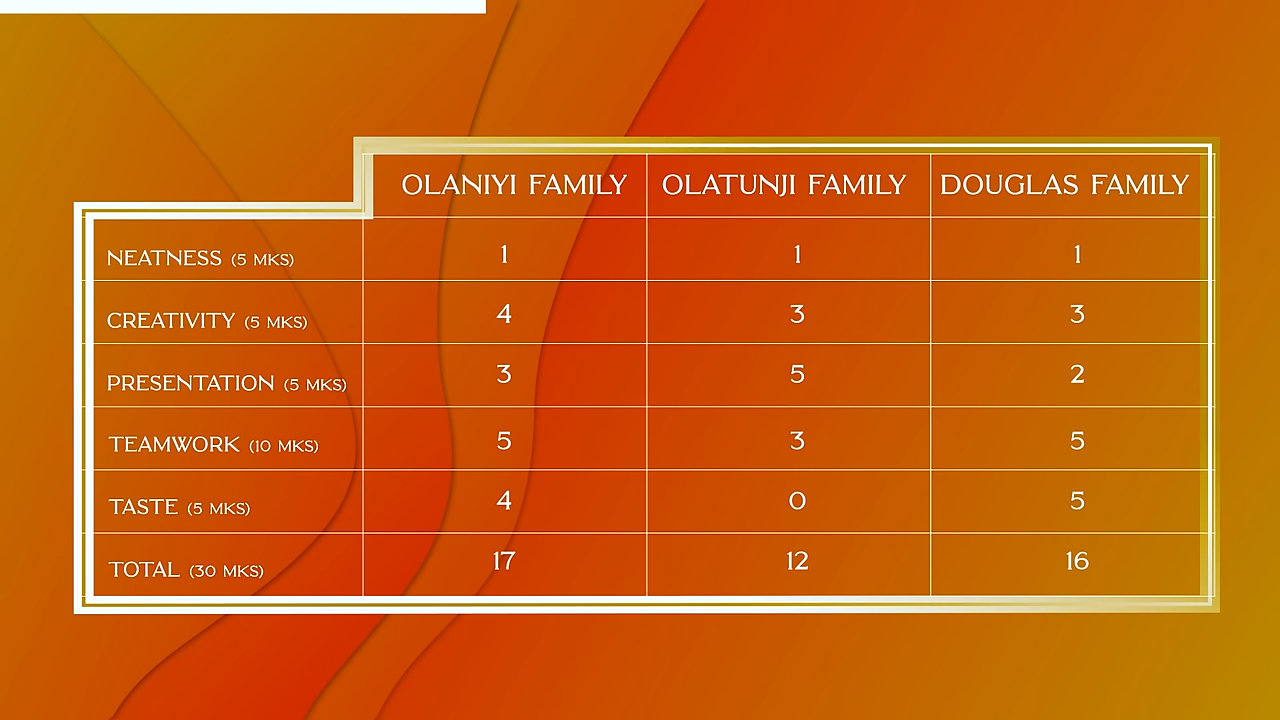 OLANIYI FAMILY OLATUNJI FAMILY DOUGLAS FAMILY
NEATNESS (5 MKS) 1 1 1
CREATIVITY (5 MKS) 4 3 3
PRESENTATION (5 MKS) 3 5 2
TEAMWORK (10 MKS) 5 3 5
TASTE (5 MKS) 4 0 5
TOTAL (30 MKS) 17 12 16